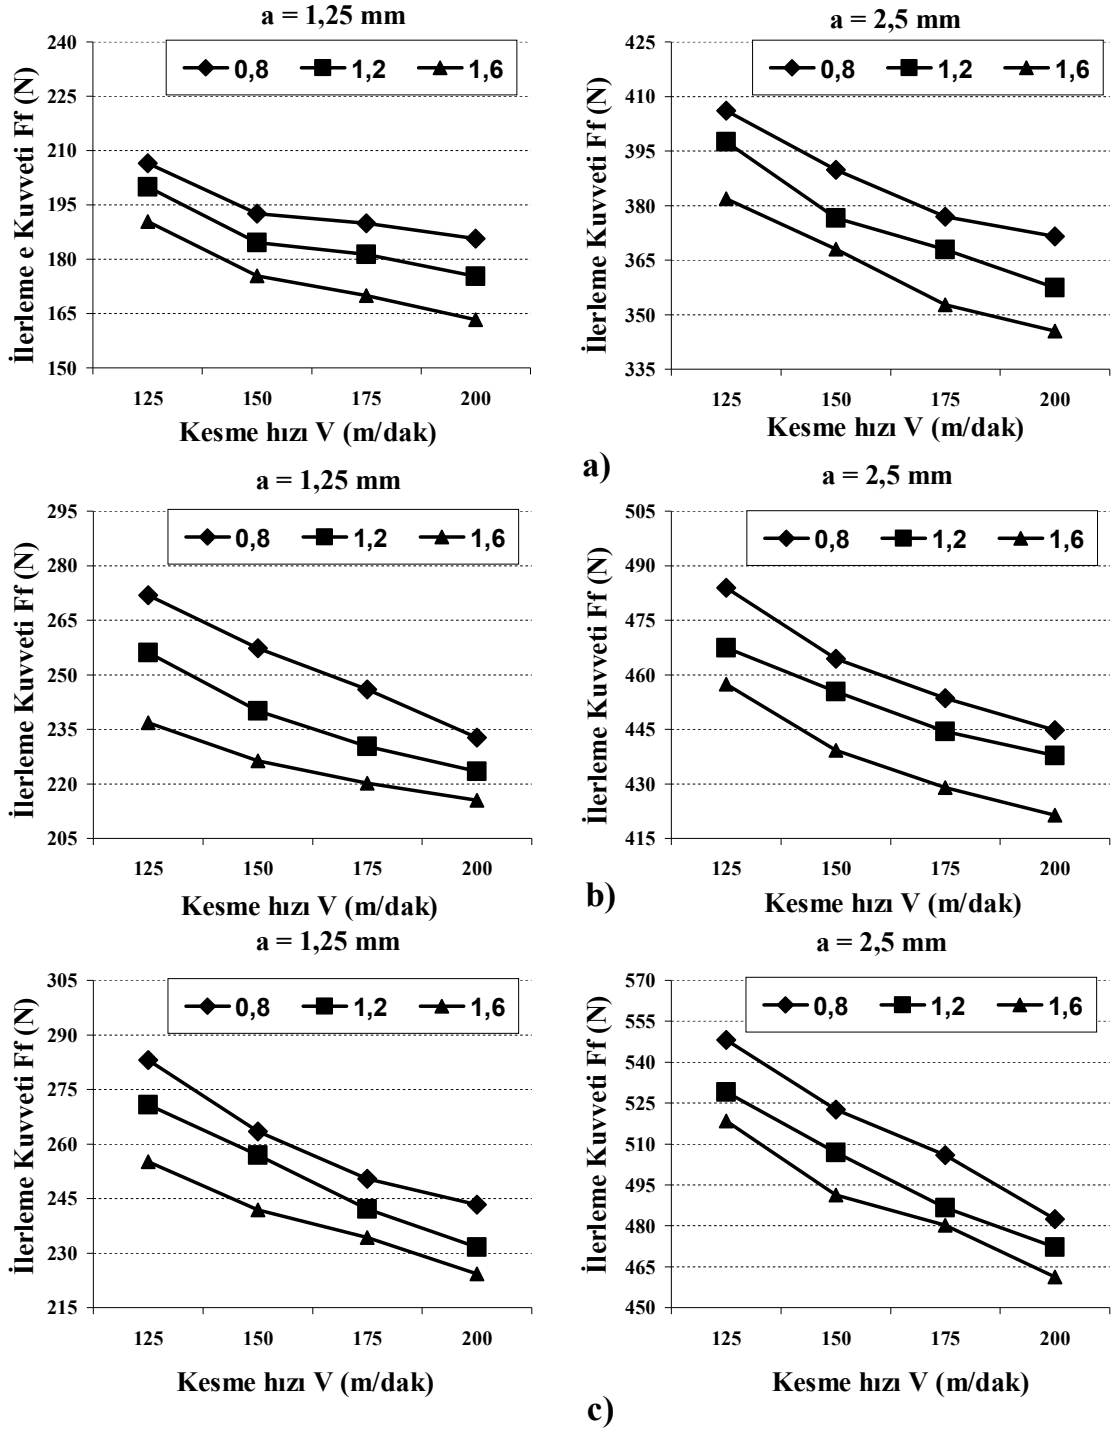 a = 1,25 mm
240
225
210
195
180
165
150
0,8 1,2 1,6
İlerleme e Kuvveti Ff (N)
125 150 175 200
Kesme hızı V (m/dak)
a = 2,5 mm
425
410
395
380
365
350
335
0,8 1,2 1,6
İlerleme Kuvveti Ff (N)
125 150 175 200
Kesme hızı V (m/dak)
a)
a = 1,25 mm
295
280
265
250
235
220
205
0,8 1,2 1,6
İlerleme Kuvveti Ff (N)
125 150 175 200
Kesme hızı V (m/dak)
a = 2,5 mm
505
490
475
460
445
430
415
0,8 1,2 1,6
İlerleme Kuvveti Ff (N)
125 150 175 200
Kesme hızı V (m/dak)
b)
a = 1,25 mm
305
290
275
260
245
230
215
0,8 1,2 1,6
İlerleme Kuvveti Ff (N)
125 150 175 200
Kesme hızı V (m/dak)
a = 2,5 mm
570
555
540
525
510
495
480
465
450
0,8 1,2 1,6
İlerleme Kuvveti Ff (N)
125 150 175 200
Kesme hızı V (m/dak)
c)